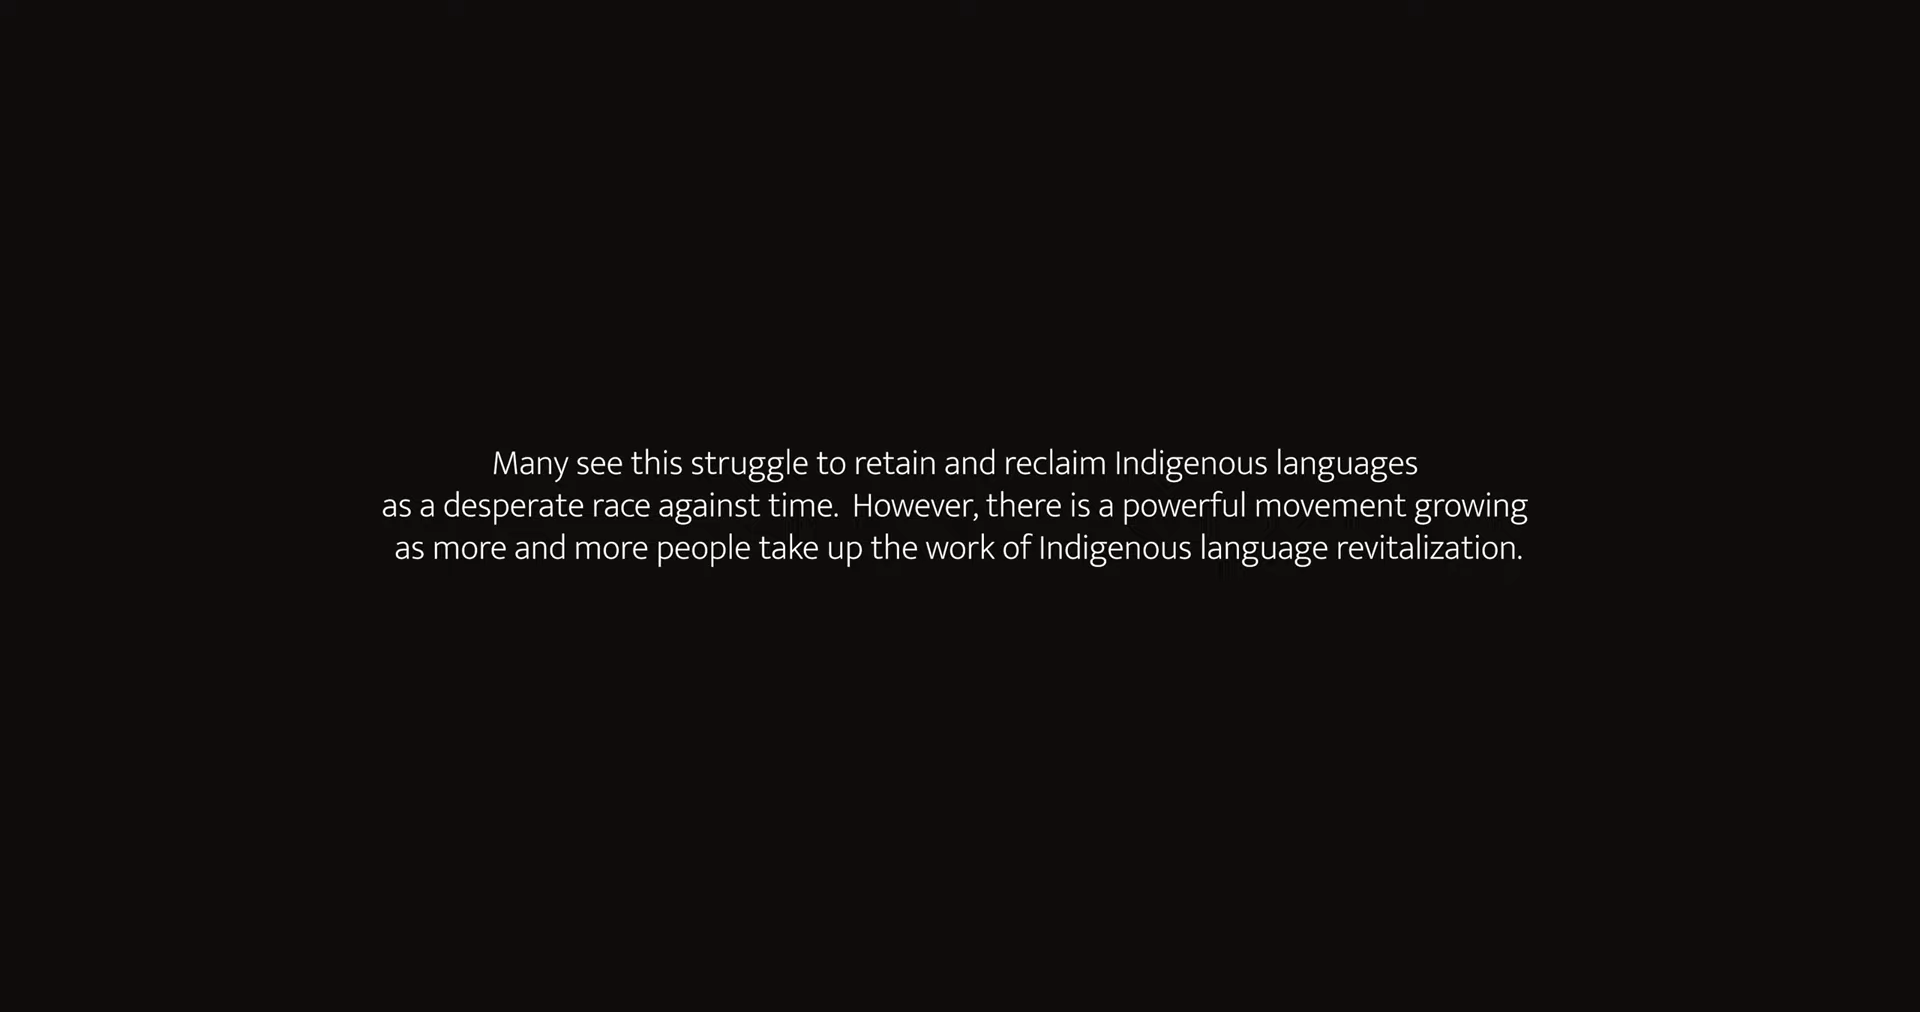 Many see this struggle to retain and reclaim Indigenous languages
as a desperate race against time.  However, there is a powerful movement growing
as more and more people take up the work of Indigenous language revitalization.